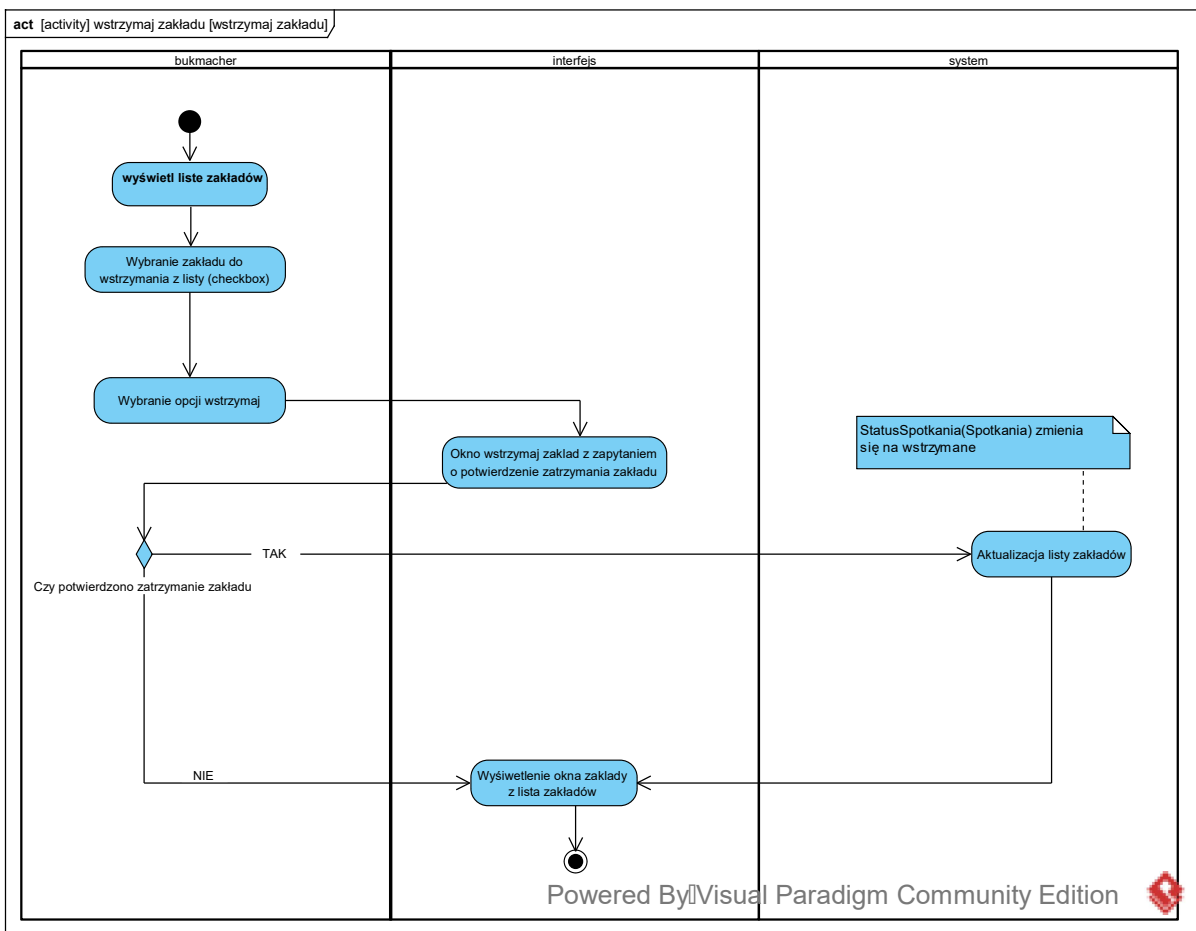 act [activity] wstrzymaj zakładu [wstrzymaj zakładu]
bukmacher
interfejs
system
wyświetl liste zakładów
Wybranie zakładu do
wstrzymania z listy (checkbox)
Wybranie opcji wstrzymaj
Okno wstrzymaj zaklad z zapytaniem
o potwierdzenie zatrzymania zakładu
StatusSpotkania(Spotkania) zmienia
się na wstrzymane
TAK
Aktualizacja listy zakładów
Czy potwierdzono zatrzymanie zakładu
NIE
Wyśiwetlenie okna zaklady
z lista zakładów
Powered By Visual Paradigm Community Edition